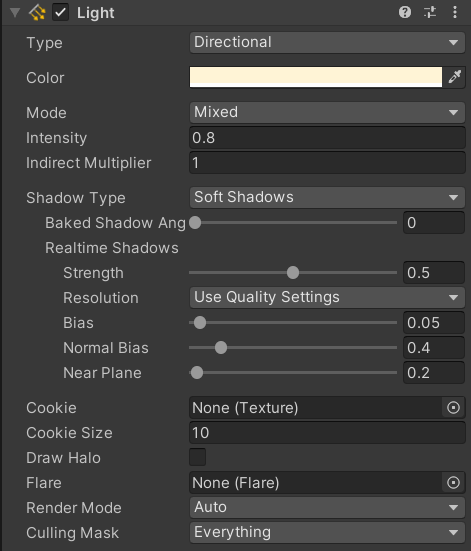 Light
Type Directional
Color
Mode Mixed
Intensity 0.8
Indirect Multiplier 1
Shadow Type Soft Shadows
Baked Shadow Ang 0
Realtime Shadows
Strength 0.5
Resolution Use Quality Settings
Bias 0.05
Normal Bias 0.4
Near Plane 0.2
Cookie None (Texture)
Cookie Size 10
Draw Halo
Flare None (Flare)
Render Mode Auto
Culling Mask Everything